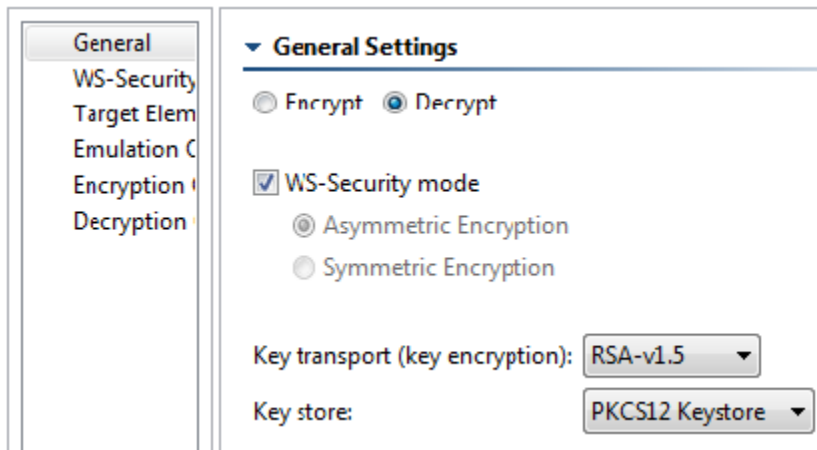 General
WS-Security
Target Elem
Emulation C
Encryption
Decryption
General Settings
Encrypt Decrypt
WS-Security mode
Asymmetric Encryption
Symmetric Encryption
Key transport (key encryption): RSA-v1.5
Key store: PKCS12 Keystore